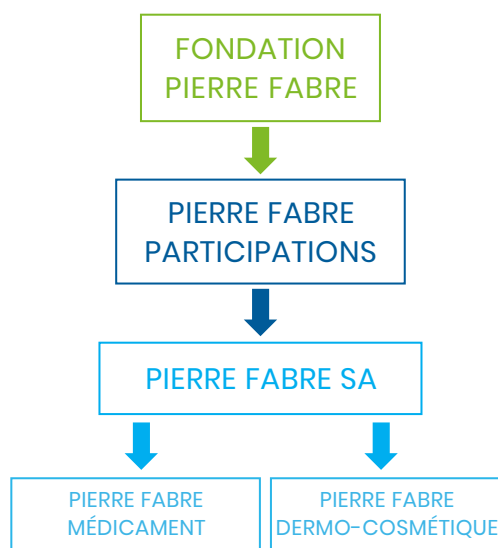 FONDATION
PIERRE FABRE
PIERRE FABRE
PARTICIPATIONS
PIERRE FABRE SA
PIERRE FABRE
MÉDICAMENT
PIERRE FABRE
DERMO-COSMÉTIQUE